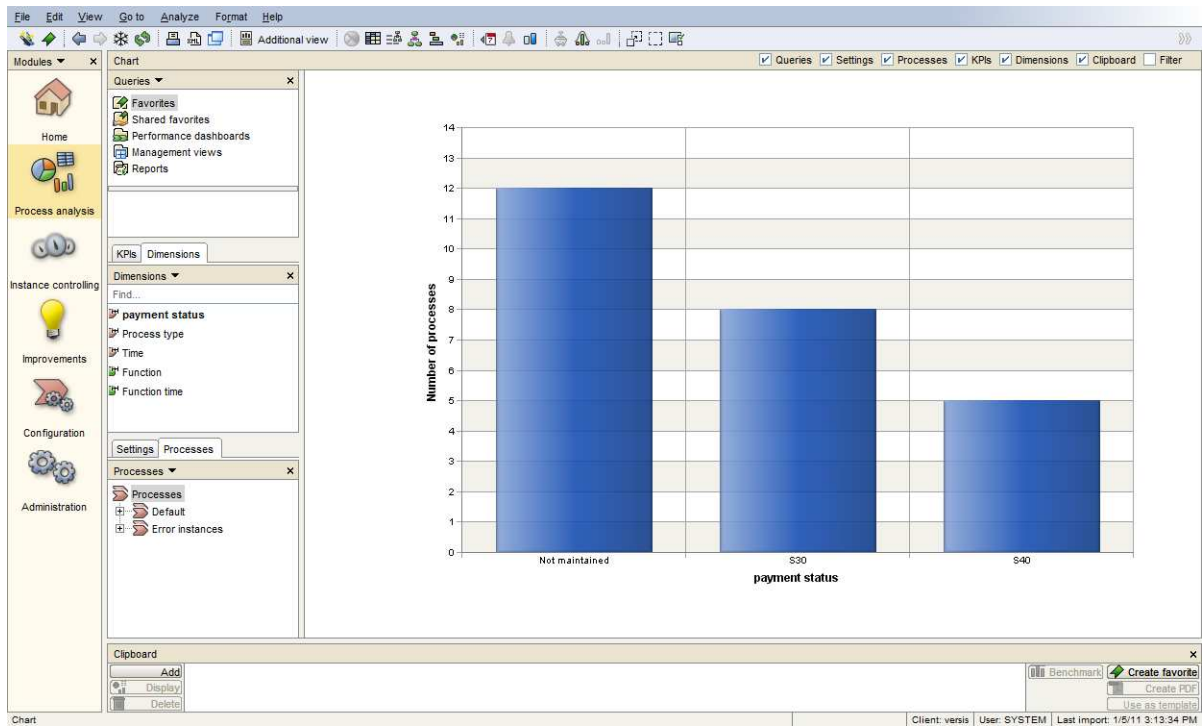 File Edit View Go to Analyze Format Help
Additional view
Modules
Home
Process analysis
Instance controlling
Improvements
Configuration
Administration
Chart
Queries Settings Processes KPIs Dimensions Clipboard Filter
Queries
Favorites
Shared favorites
Performance dashboards
Management views
Reports
KPIs Dimensions
Dimensions
Find...
payment status
Process type
Time
Function
Function time
Settings Processes
Processes
Processes
Default
Error instances
Number of processes
14
13
12
11
10
9
8
7
6
5
4
3
2
1
0
Not maintained S30 S40
payment status
Clipboard
Add
Display
Delete
Benchmark Create favorite
Create PDF
Use as template
Chart
Client: versis User: SYSTEM Last import: 1/5/11 3:13:34 PM